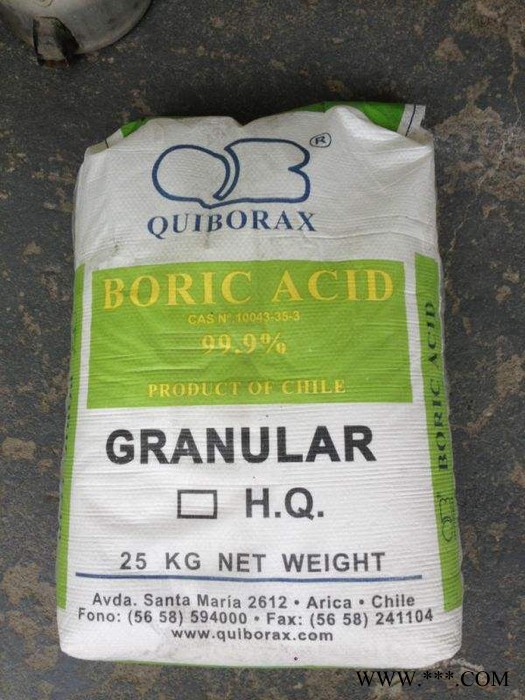 QB®
QUIBORAX
BORIC ACID
CAS Nº.10043-35-3
99.9%
PRODUCT OF CHILE
GRANULAR
H.Q.
25 KG NET WEIGHT
Avda. Santa María 2612 • Arica • Chile
Fono: (56 58) 594000 • Fax: (56 58) 241104
www.quiborax.com
BORIC ACID
QB
WWW.***.COM